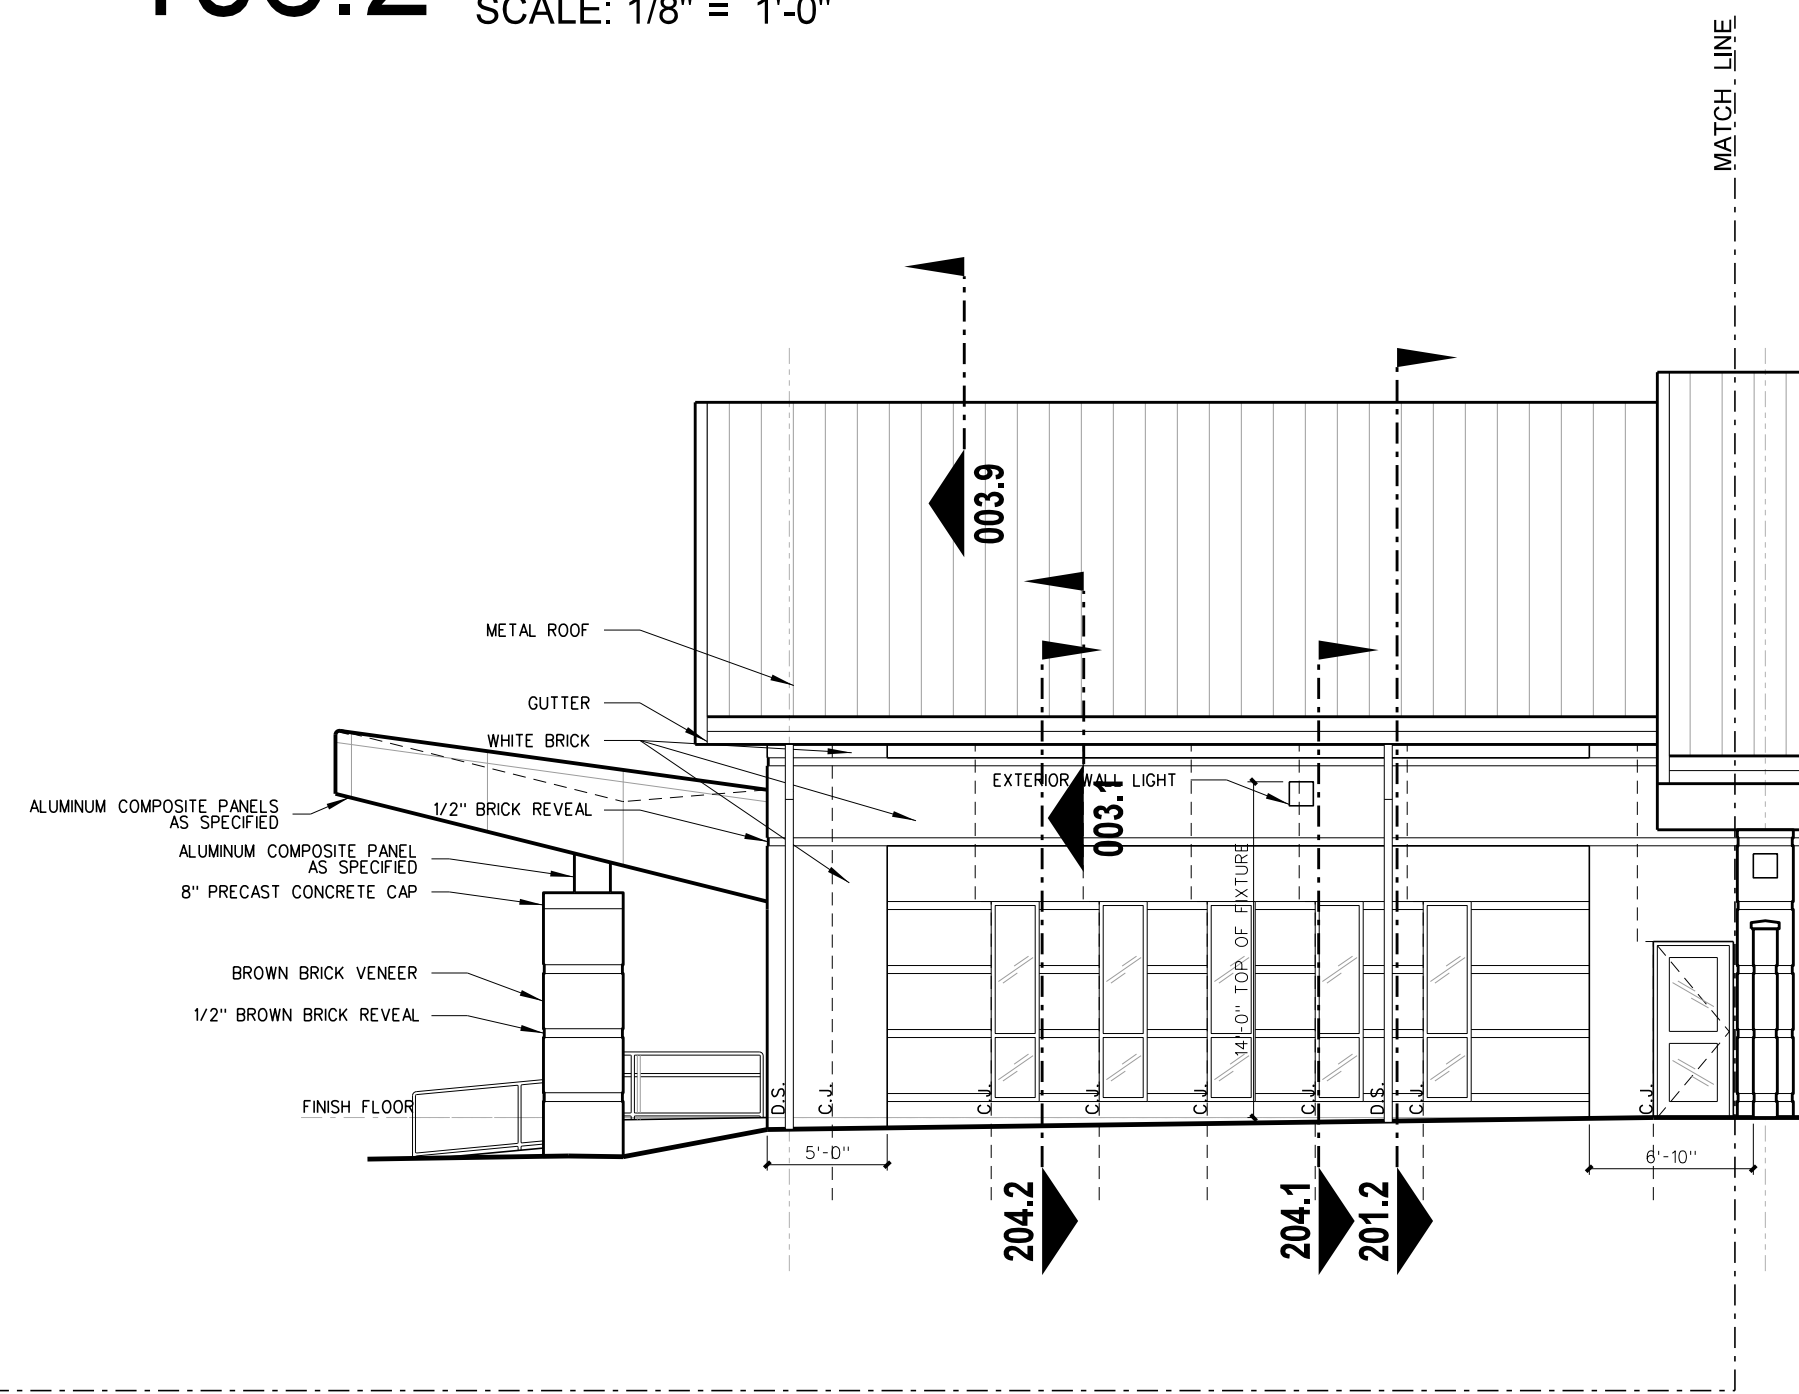 SCALE: 1/8" = 1'-0"
MATCH LINE
003.9
METAL ROOF
GUTTER
WHITE BRICK
EXTERIOR WALL LIGHT
003.1
ALUMINUM COMPOSITE PANELS
AS SPECIFIED
1/2" BRICK REVEAL
ALUMINUM COMPOSITE PANEL
AS SPECIFIED
8" PRECAST CONCRETE CAP
14'-0" TOP OF FIXTURE
BROWN BRICK VENEER
1/2" BROWN BRICK REVEAL
FINISH FLOOR
D.S.
C.J.
C.J.
C.J.
C.J.
C.J.
D.S.
C.J.
C.J.
5'-0"
6'-10"
204.2
204.1
201.2